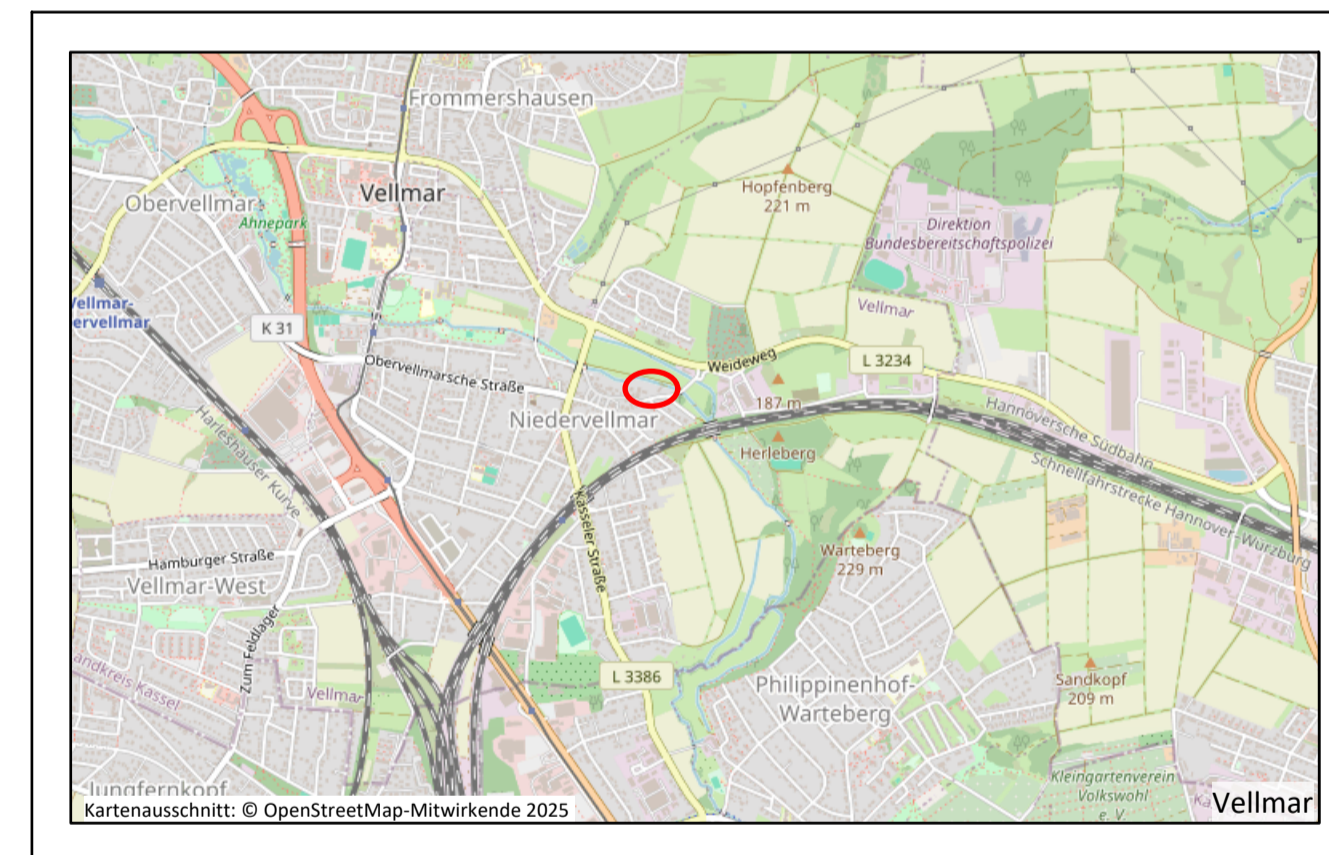 Frommershausen
Vellmar
Obervellmar
Ahnepark
Hopfenberg
221 m
Direktion
Bundesbereitschaftspolizei
Vellmar-
ervellmar
K 31
Vellmar
Obervellmarsche Straße
Weideweg
L 3234
187 m
Niedervellmar
Herleberg
Hannoversche Südbahn
Schnellfahrstrecke Hannover-Würzburg
Harleshäuser Kurve
Kasseler Straße
Warteberg
229 m
Hamburger Straße
Vellmar-West
Zum Feldlager
andkreis Kassel
Vellmar
L 3386
Philippinenhof-
Warteberg
Sandkopf
209 m
Jungfernkopf
Kleingartenverein
Volkswohl
e. V.
Ka
Kartenausschnitt: © OpenStreetMap-Mitwirkende 2025
Vellmar